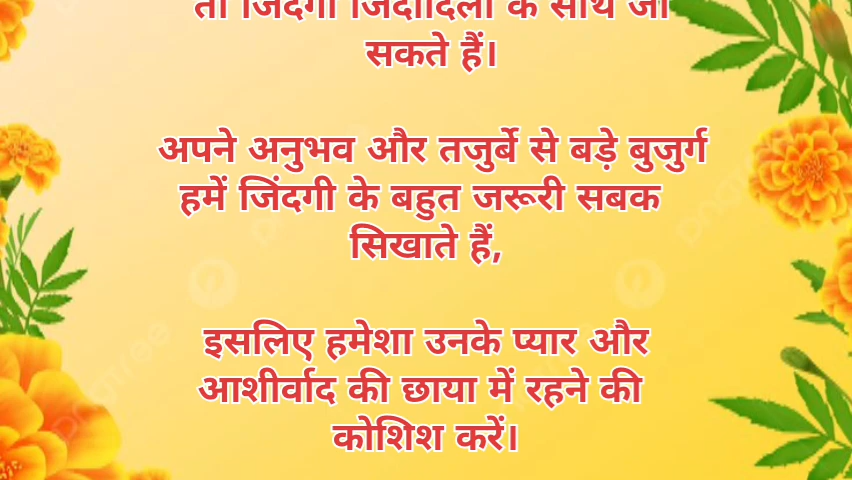 तो जिंदगी जिंदादिली के साथ जी
सकते हैं।
अपने अनुभव और तजुर्बे से बड़े बुजुर्ग
हमें जिंदगी के बहुत जरूरी सबक
सिखाते हैं,
इसलिए हमेशा उनके प्यार और
आशीर्वाद की छाया में रहने की
कोशिश करें।